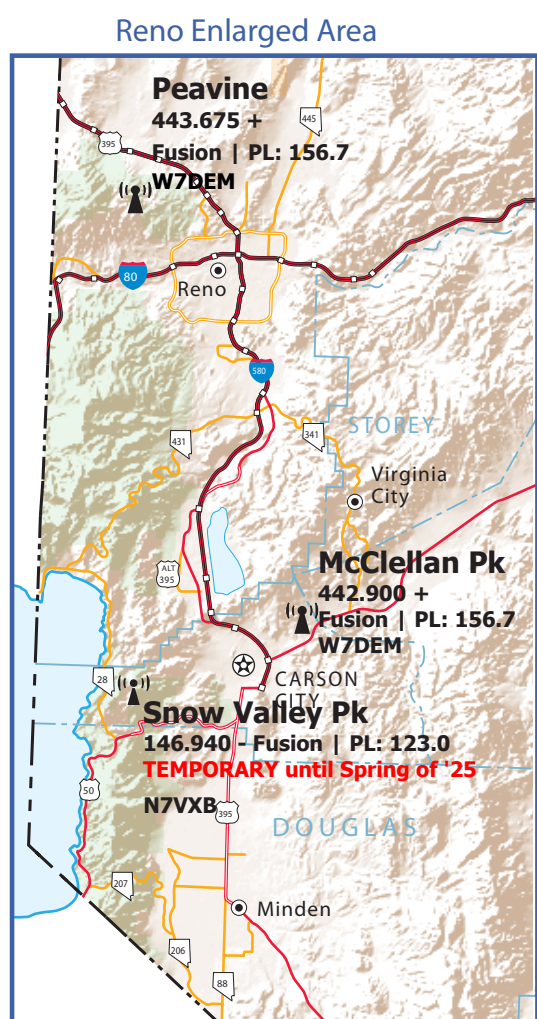 Reno Enlarged Area
Peavine
443.675 +
Fusion | PL: 156.7
W7DEM
445
395
80
Reno
580
STOREY
431
341
Virginia
City
ALT
395
McClellan Pk
442.900 +
Fusion | PL: 156.7
W7DEM
28
CARSON
CITY
Snow Valley Pk
146.940 - Fusion | PL: 123.0
TEMPORARY until Spring of '25
N7VXB
50
395
DOUGLAS
207
Minden
206
88